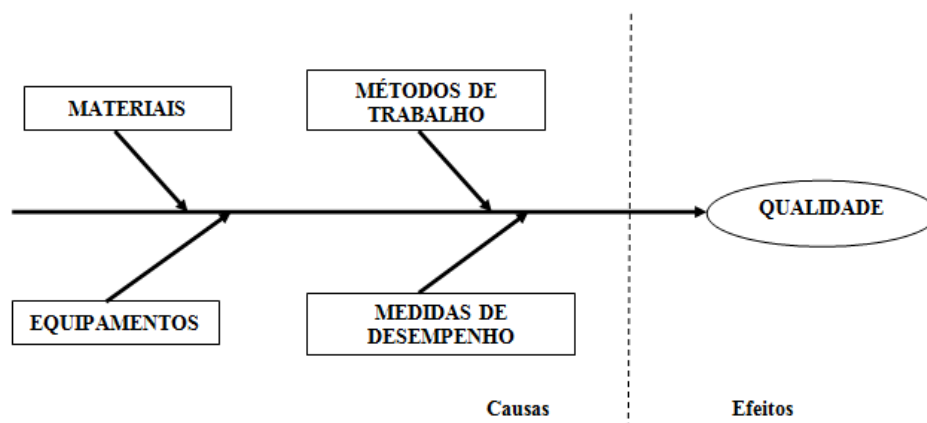 MATERIAIS
MÉTODOS DE
TRABALHO
QUALIDADE
EQUIPAMENTOS
MEDIDAS DE
DESEMPENHO
Causas
Efeitos